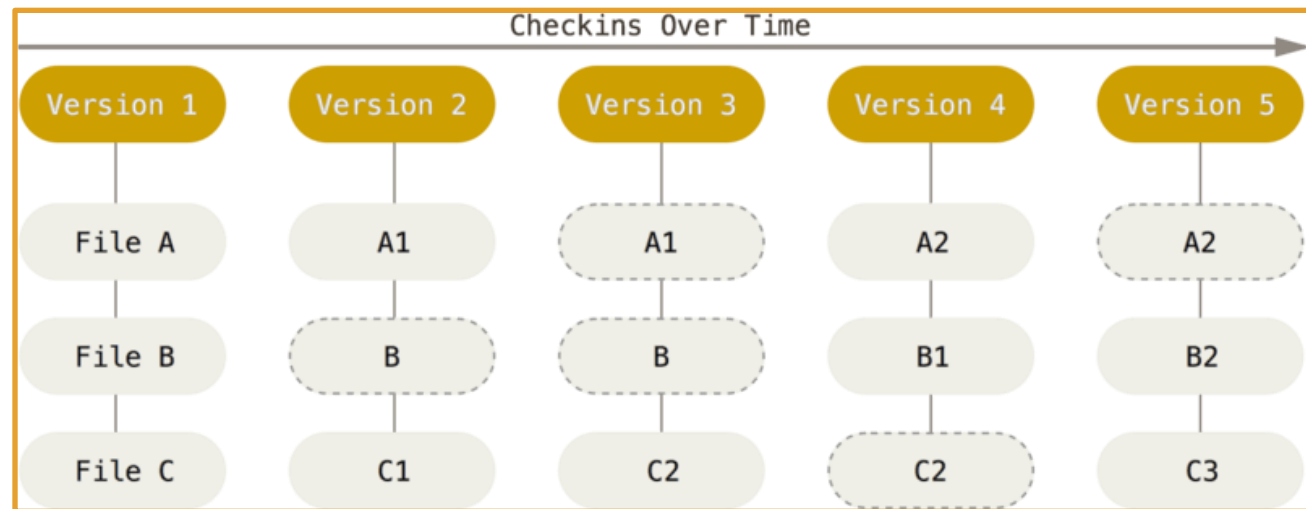 Checkins Over Time
Version 1 Version 2 Version 3 Version 4 Version 5
File A A1 A1 A2 A2
File B B B B1 B2
File C C1 C2 C2 C3